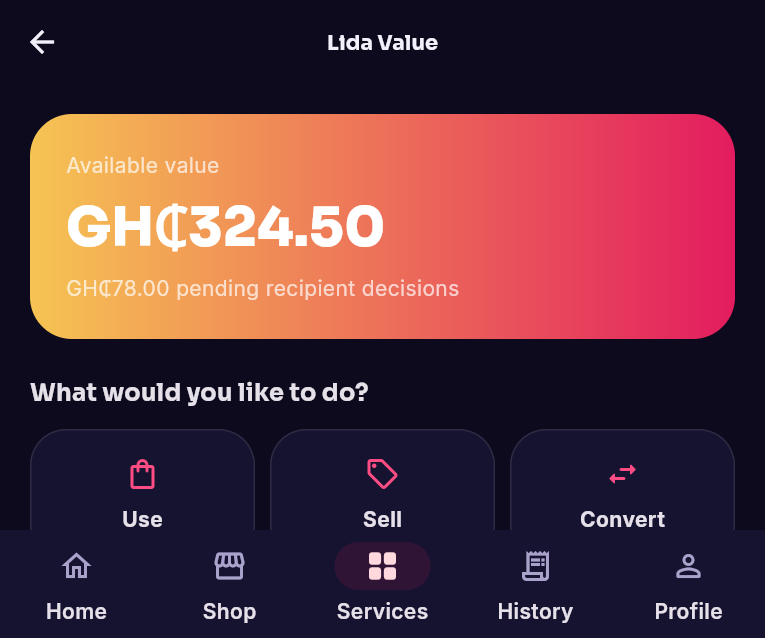 Lida Value
Available value
GH₵324.50
GH₵78.00 pending recipient decisions
What would you like to do?
Use
Sell
Convert
Home
Shop
Services
History
Profile